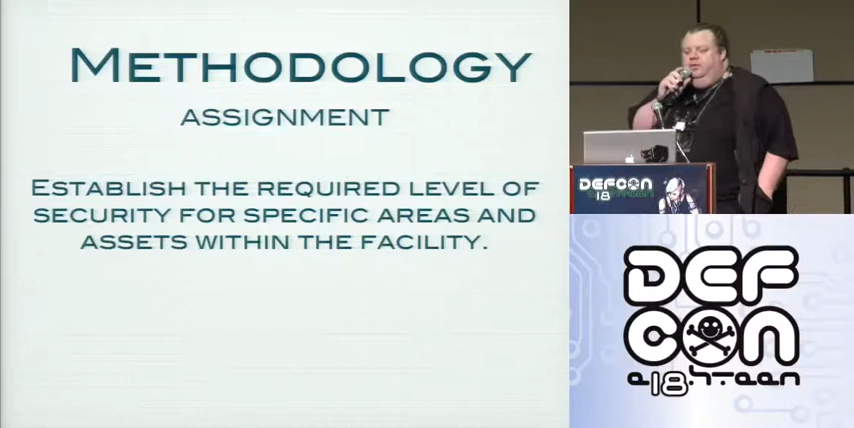 METHODOLOGY
ASSIGNMENT
ESTABLISH THE REQUIRED LEVEL OF
SECURITY FOR SPECIFIC AREAS AND
ASSETS WITHIN THE FACILITY.
DEFCON
18
DEF
CON
e18hteen